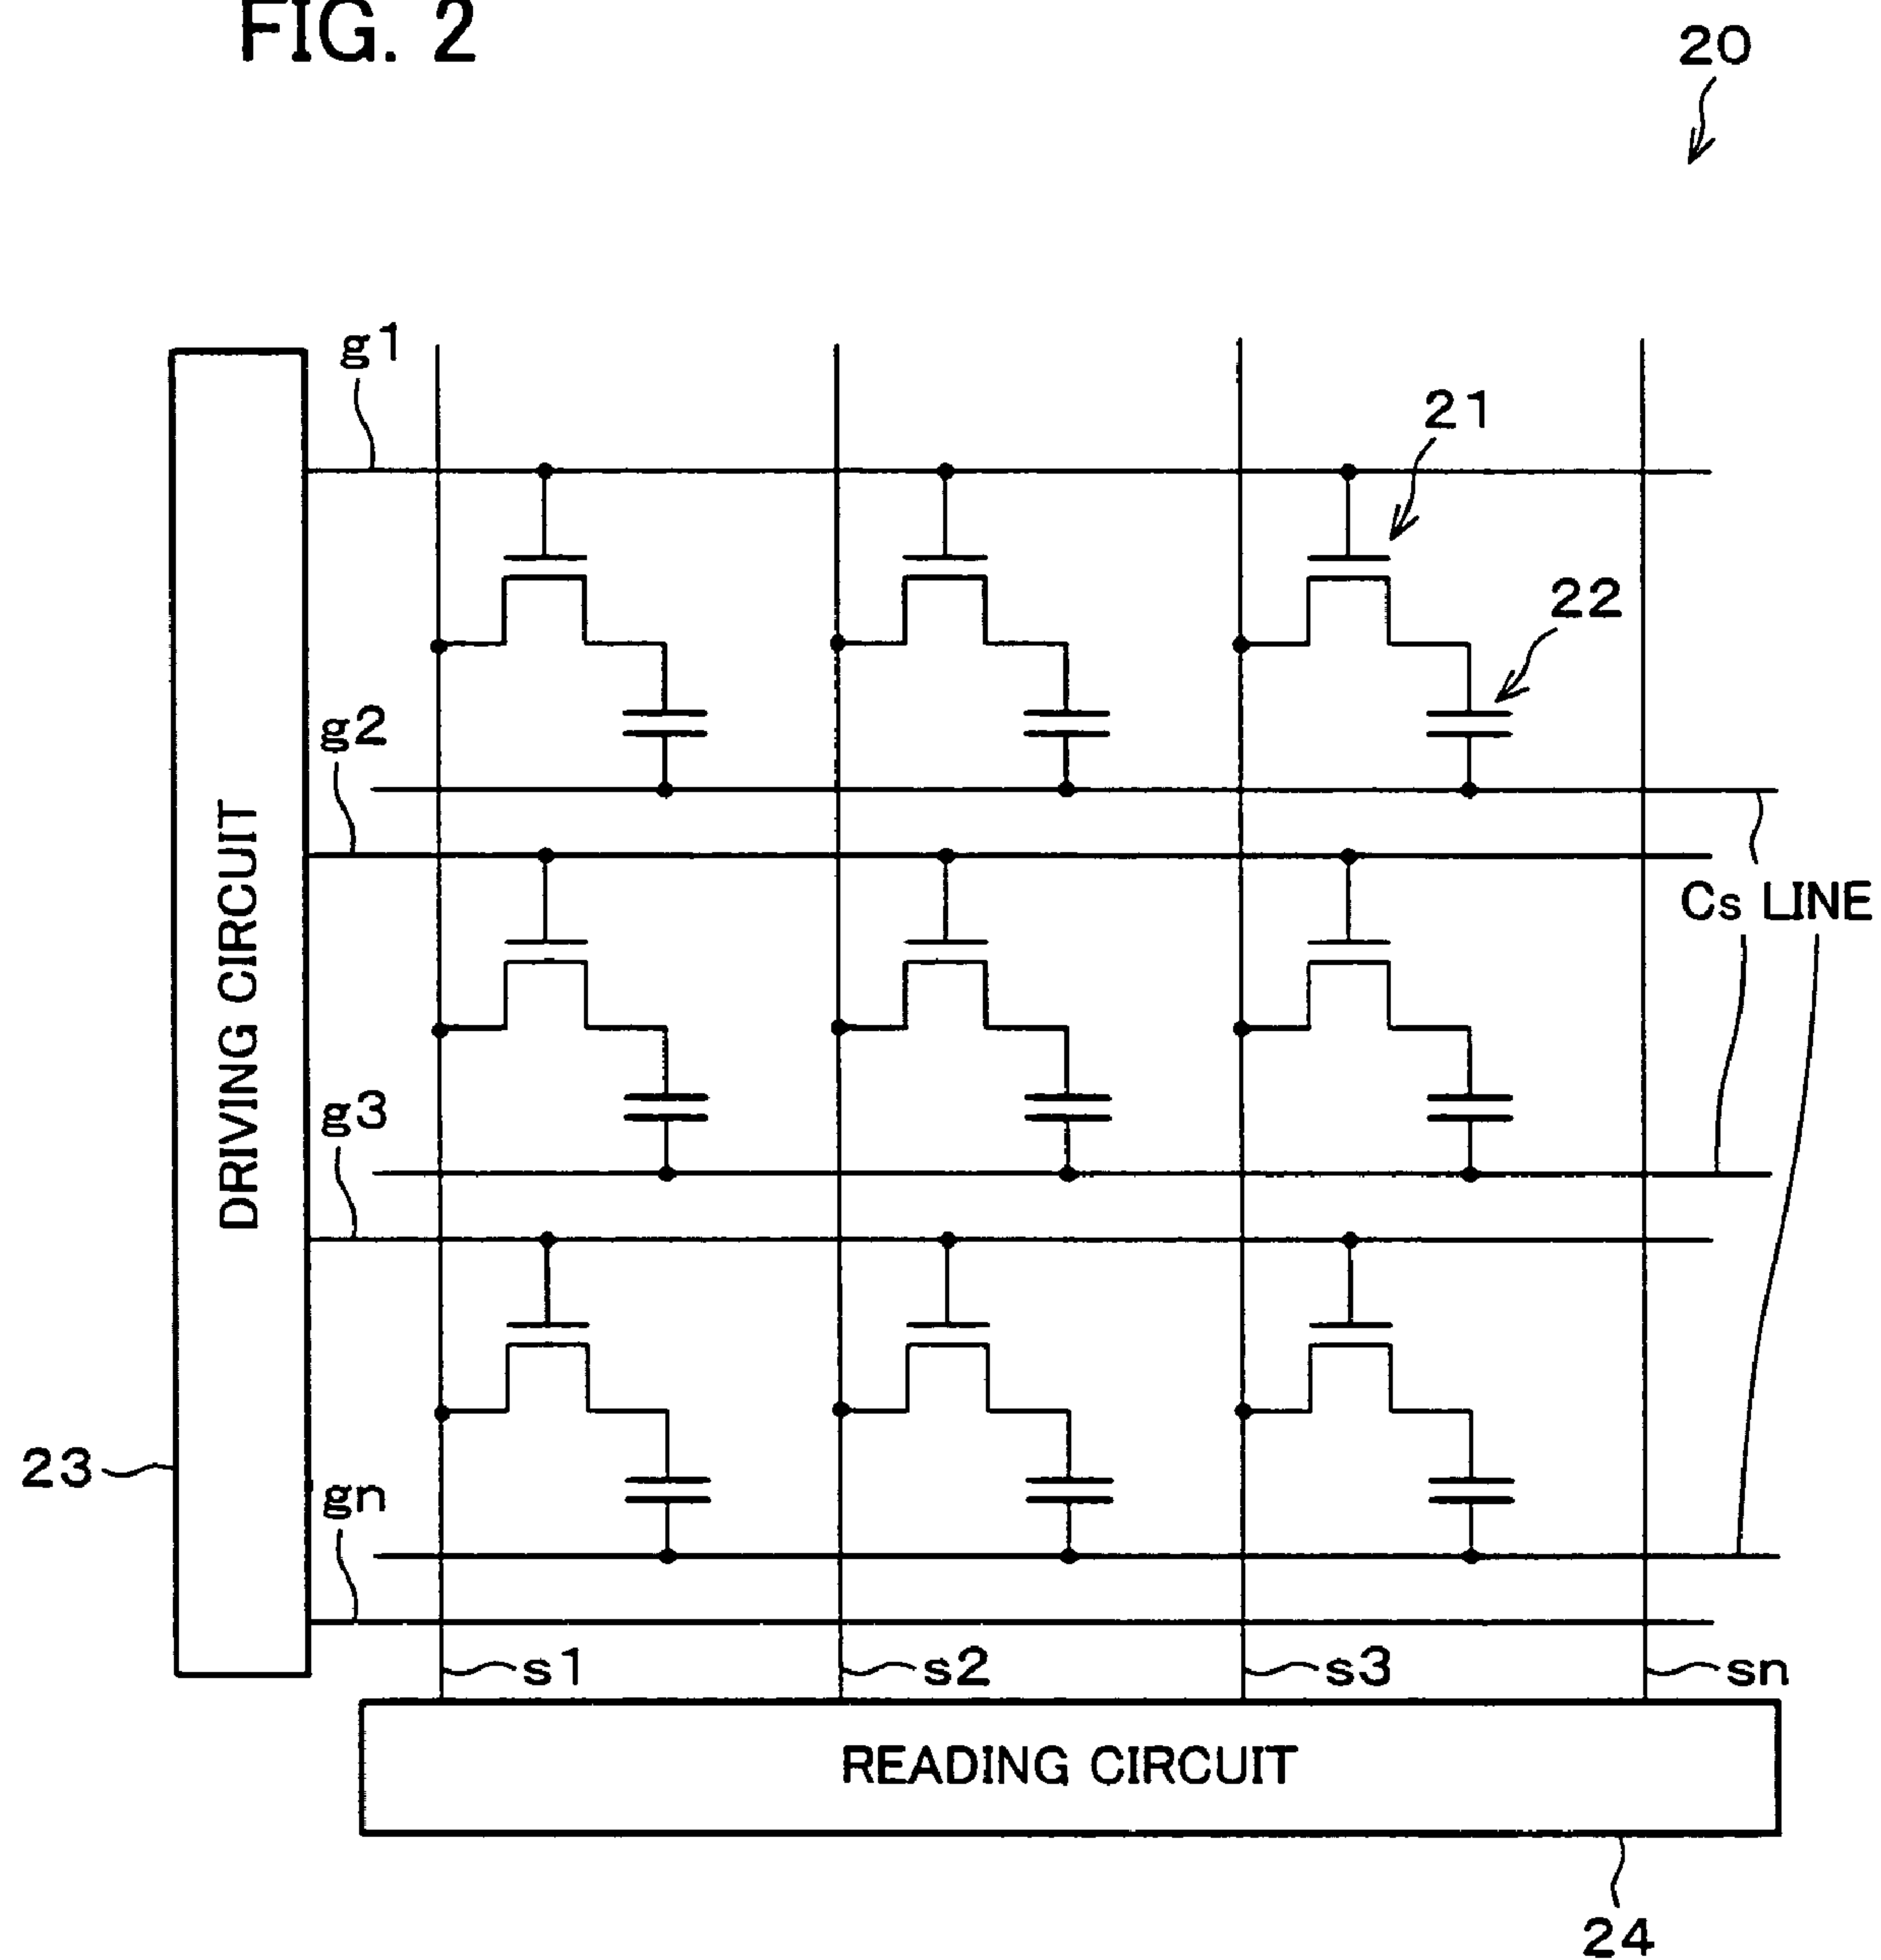 FIG. 2
20
g1
21
22
g2
Cs LINE
DRIVING CIRCUIT
g3
23
gn
s1
s2
s3
sn
READING CIRCUIT
24